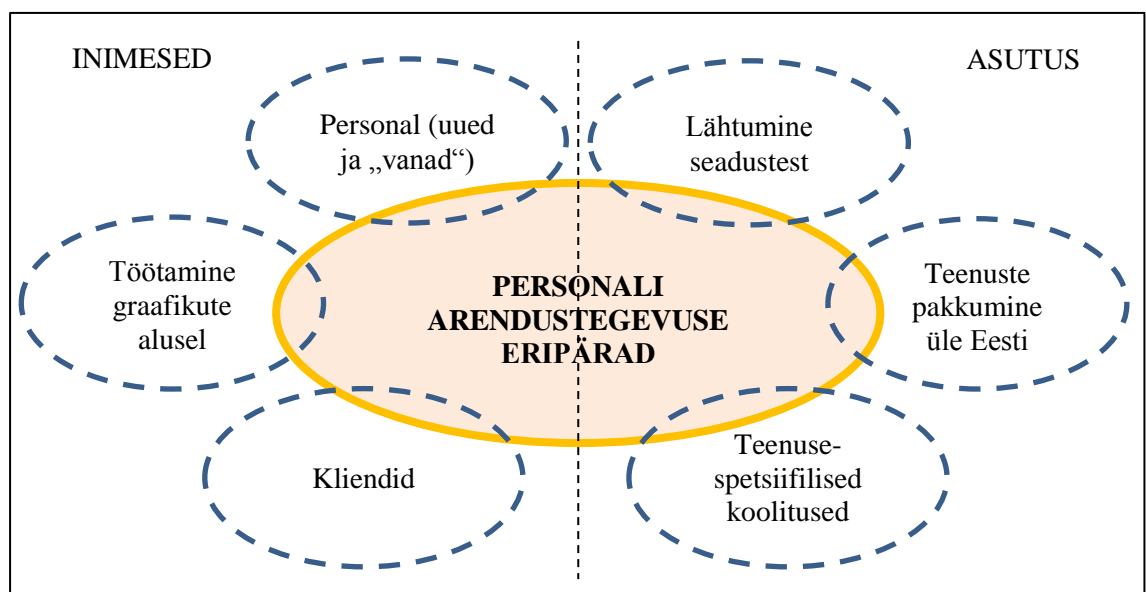 INIMESED
ASUTUS
Personal (uued
ja „vanad“)
Lähtumine
seadustest
Töötamine
graafikute
alusel
PERSONALI
ARENDUSTEGEVUSE
ERIPÄRAD
Teenuste
pakkumine
üle Eesti
Kliendid
Teenuse-
spetsiifilised
koolitused